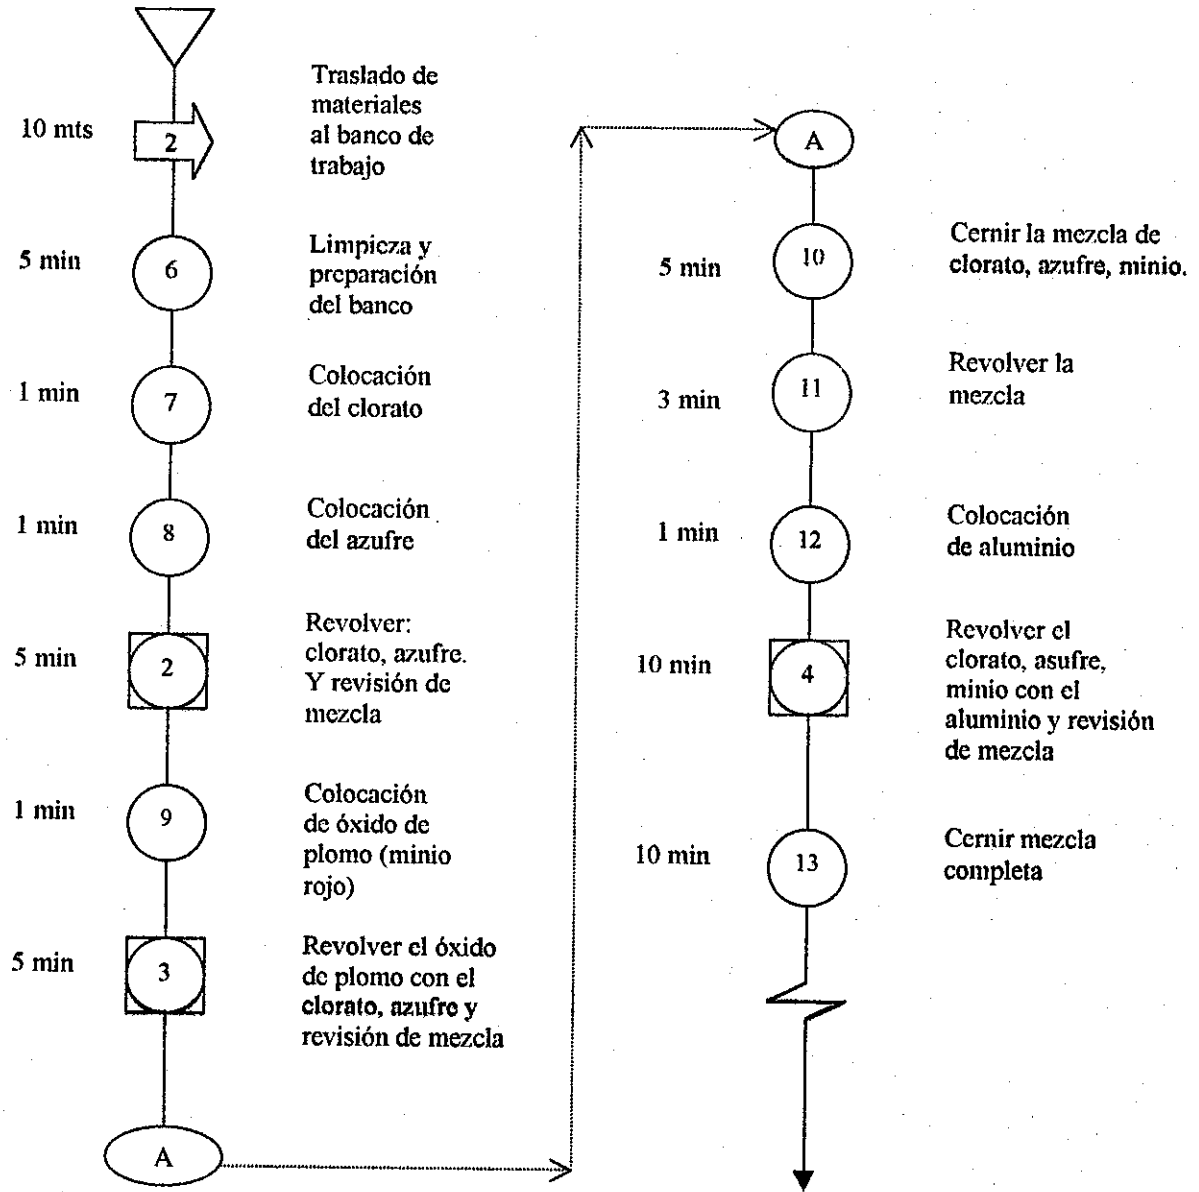 10 mts
2
Traslado de
materiales
al banco de
trabajo
5 min
6
Limpieza y
preparación
del banco
1 min
7
Colocación
del clorato
1 min
8
Colocación
del azufre
5 min
2
Revolver:
clorato, azufre.
Y revisión de
mezcla
1 min
9
Colocación
de óxido de
plomo (minio
rojo)
5 min
3
Revolver el óxido
de plomo con el
clorato, azufre y
revisión de mezcla
A
A
5 min
10
Cernir la mezcla de
clorato, azufre, minio.
3 min
11
Revolver la
mezcla
1 min
12
Colocación
de aluminio
10 min
4
Revolver el
clorato, asufre,
minio con el
aluminio y revisión
de mezcla
10 min
13
Cernir mezcla
completa